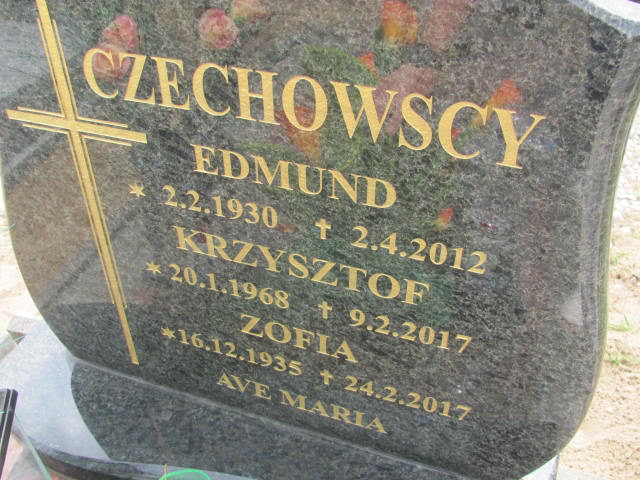 CZECHOWSCY
EDMUND
* 2.2.1930 ✝ 2.4.2012
KRZYSZTOF
* 20.1.1968 ✝ 9.2.2017
ZOFIA
* 16.12.1935 ✝ 24.2.2017
AVE MARIA